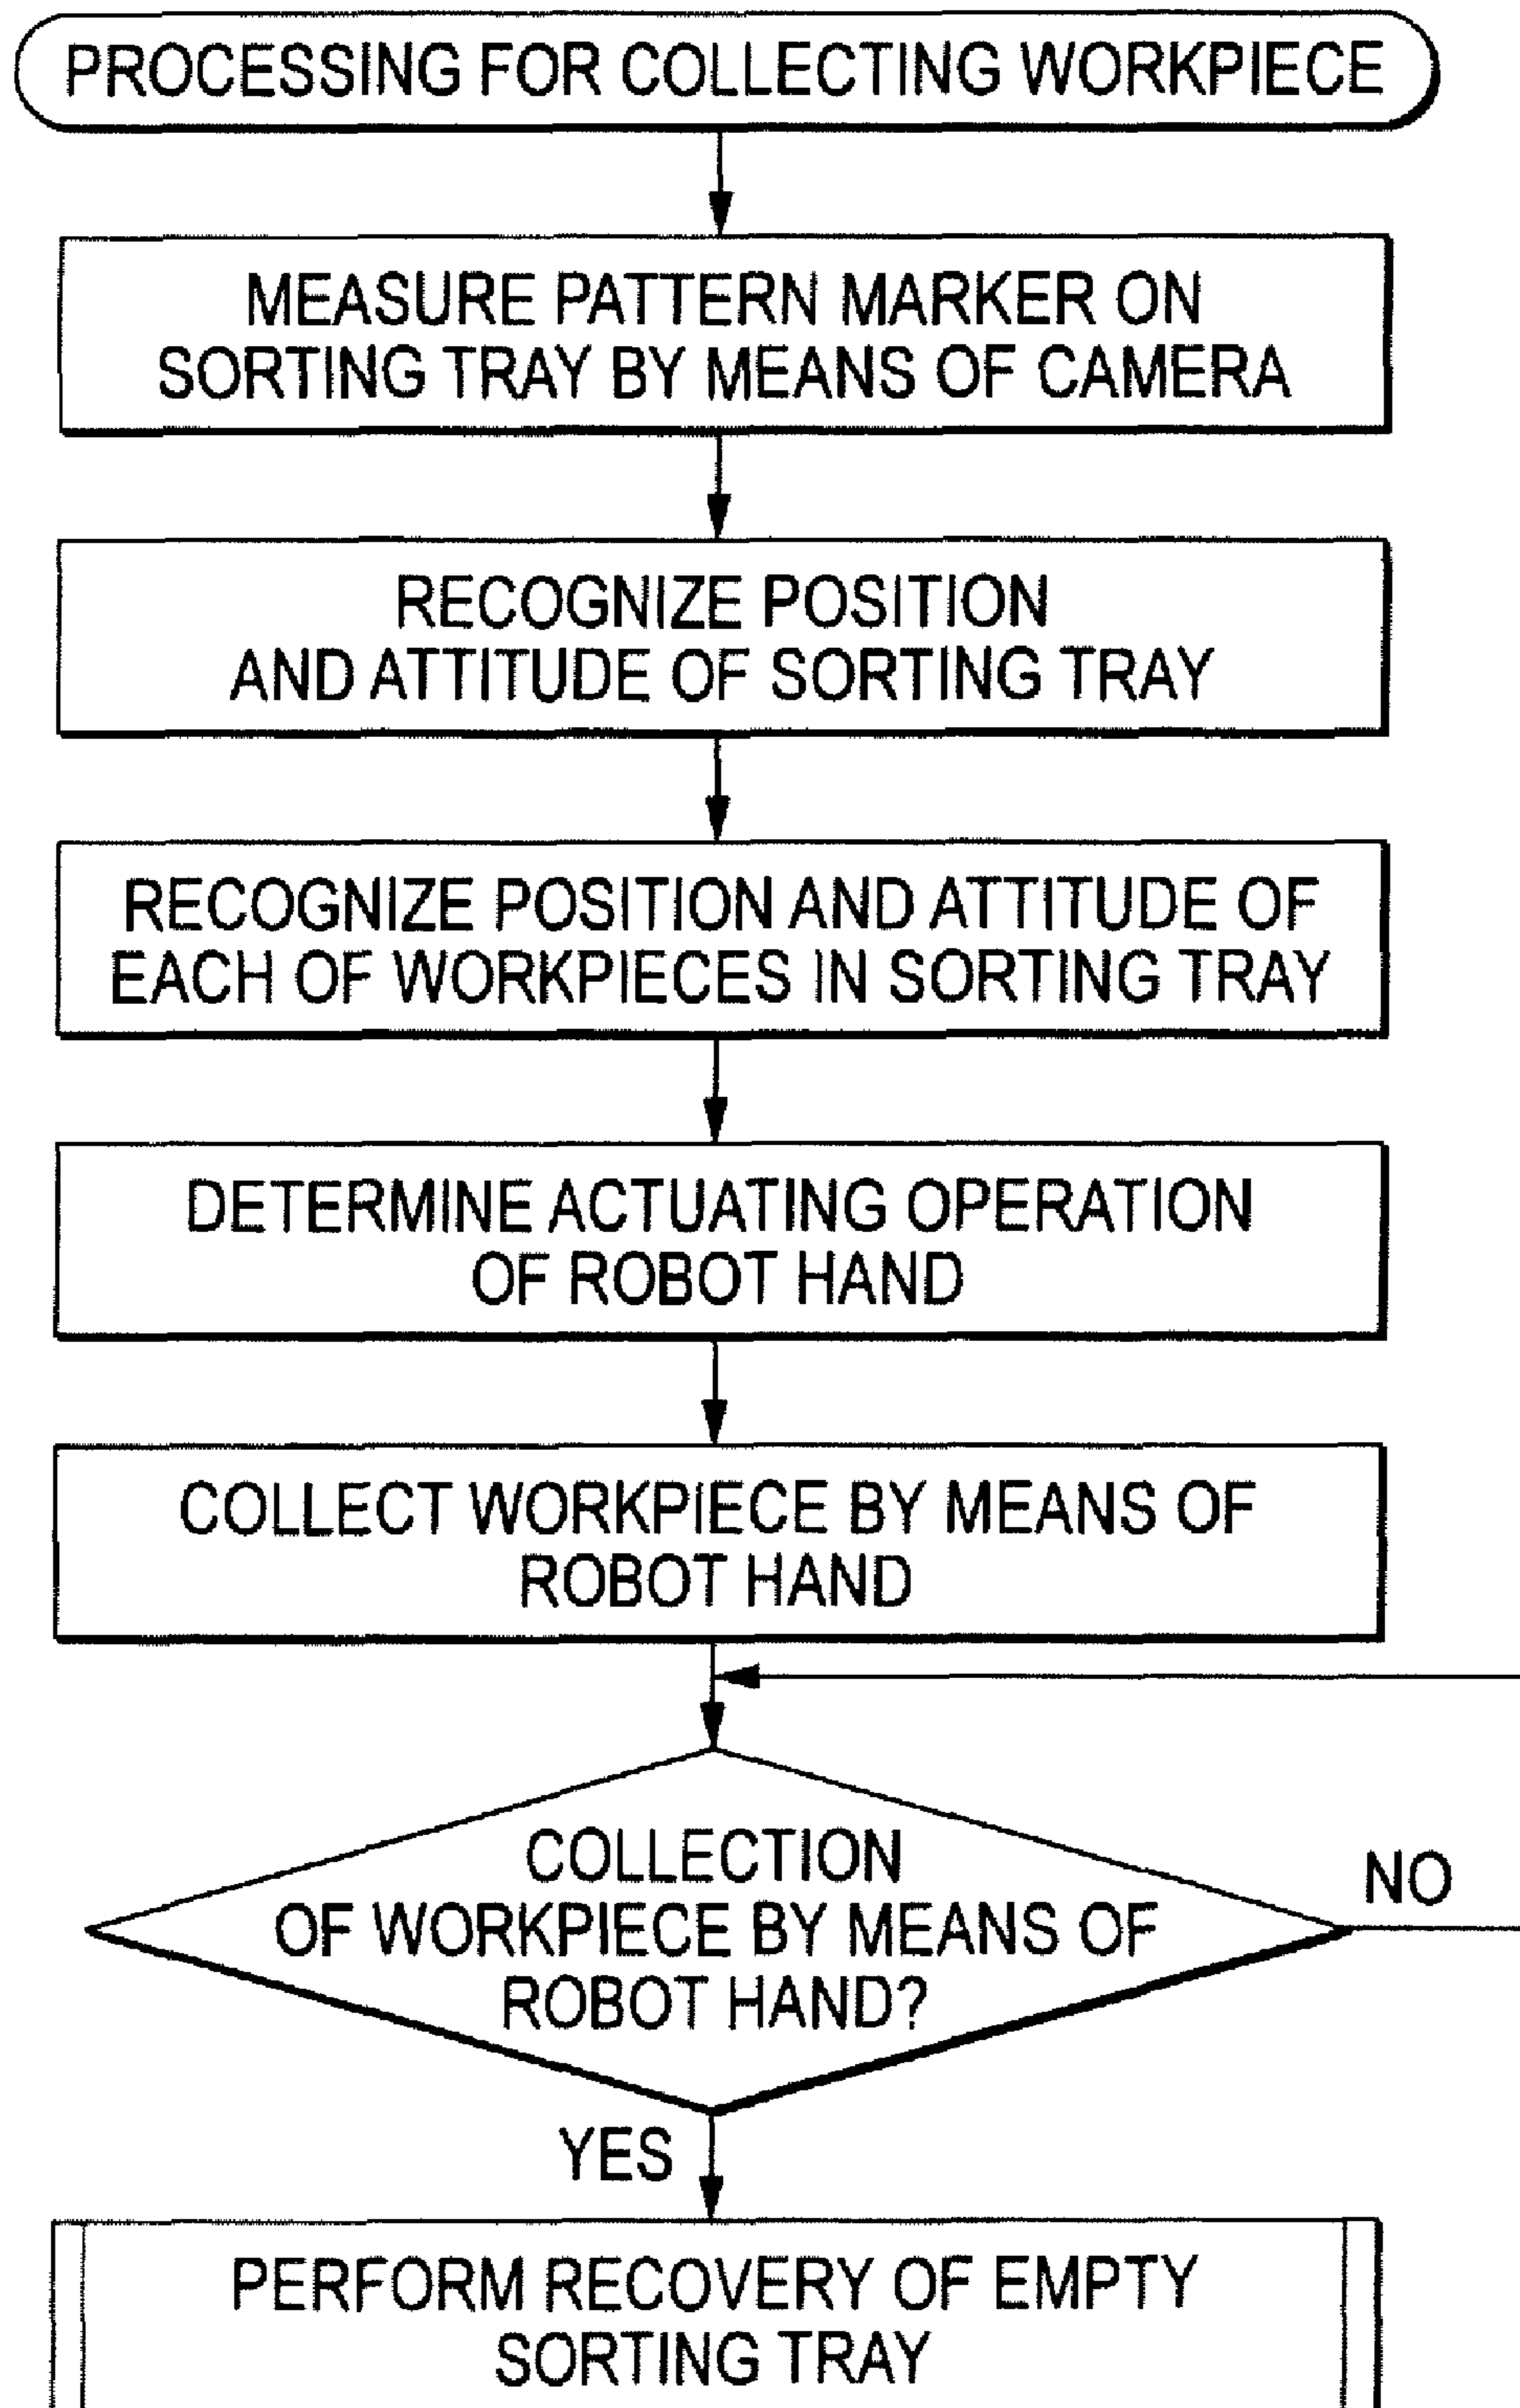 PROCESSING FOR COLLECTING WORKPIECE
MEASURE PATTERN MARKER ON
SORTING TRAY BY MEANS OF CAMERA
RECOGNIZE POSITION
AND ATTITUDE OF SORTING TRAY
RECOGNIZE POSITION AND ATTITUDE OF
EACH OF WORKPIECES IN SORTING TRAY
DETERMINE ACTUATING OPERATION
OF ROBOT HAND
COLLECT WORKPIECE BY MEANS OF
ROBOT HAND
COLLECTION
OF WORKPIECE BY MEANS OF
ROBOT HAND?
NO
YES
PERFORM RECOVERY OF EMPTY
SORTING TRAY